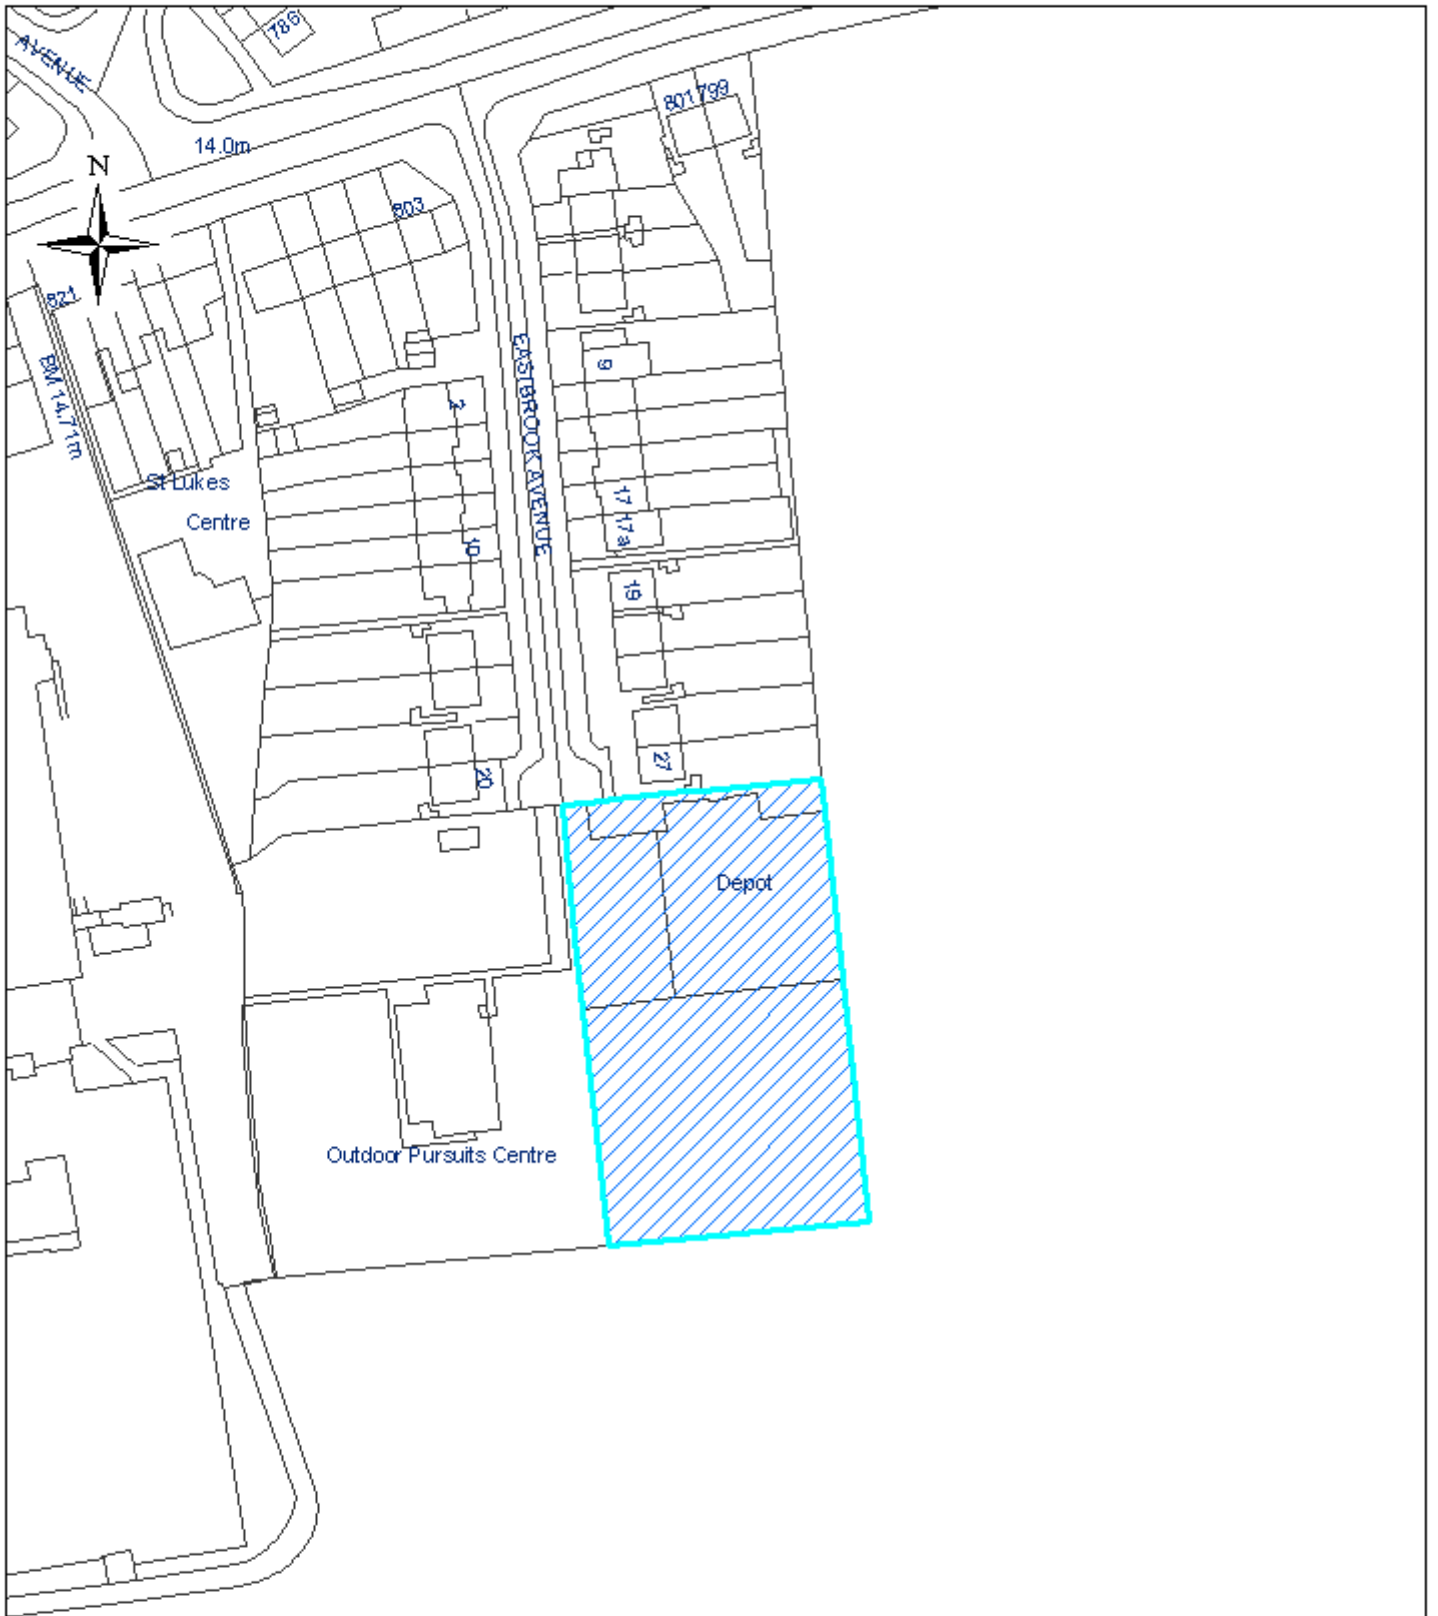 786
AVENUE
801 799
14.0m
N
803
821
BM 14.71m
EASTBROOK AVENUE
9
2
St Lukes
Centre
17 17a
10
19
27
20
Depot
Outdoor Pursuits Centre